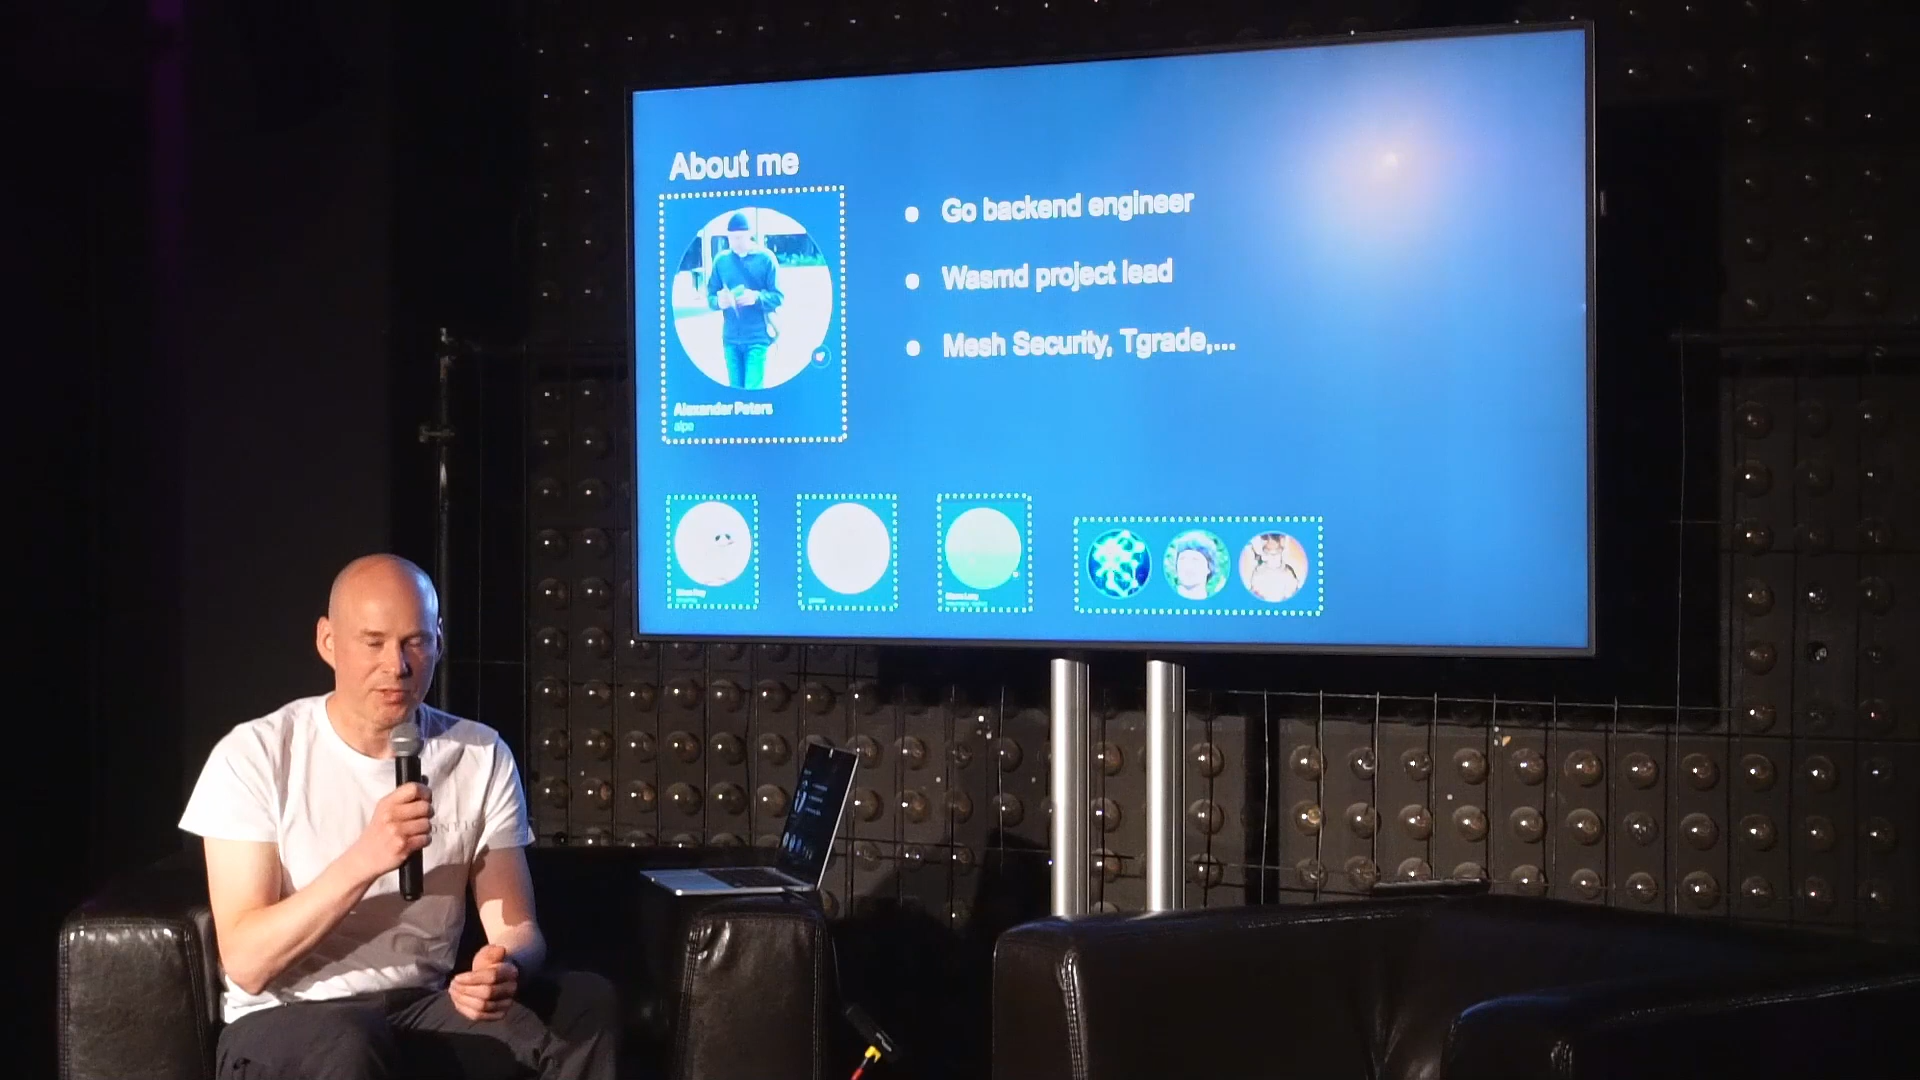 About me
Go backend engineer
Wasmd project lead
Mesh Security, Tgrade,...
Alexander Peters
alpe